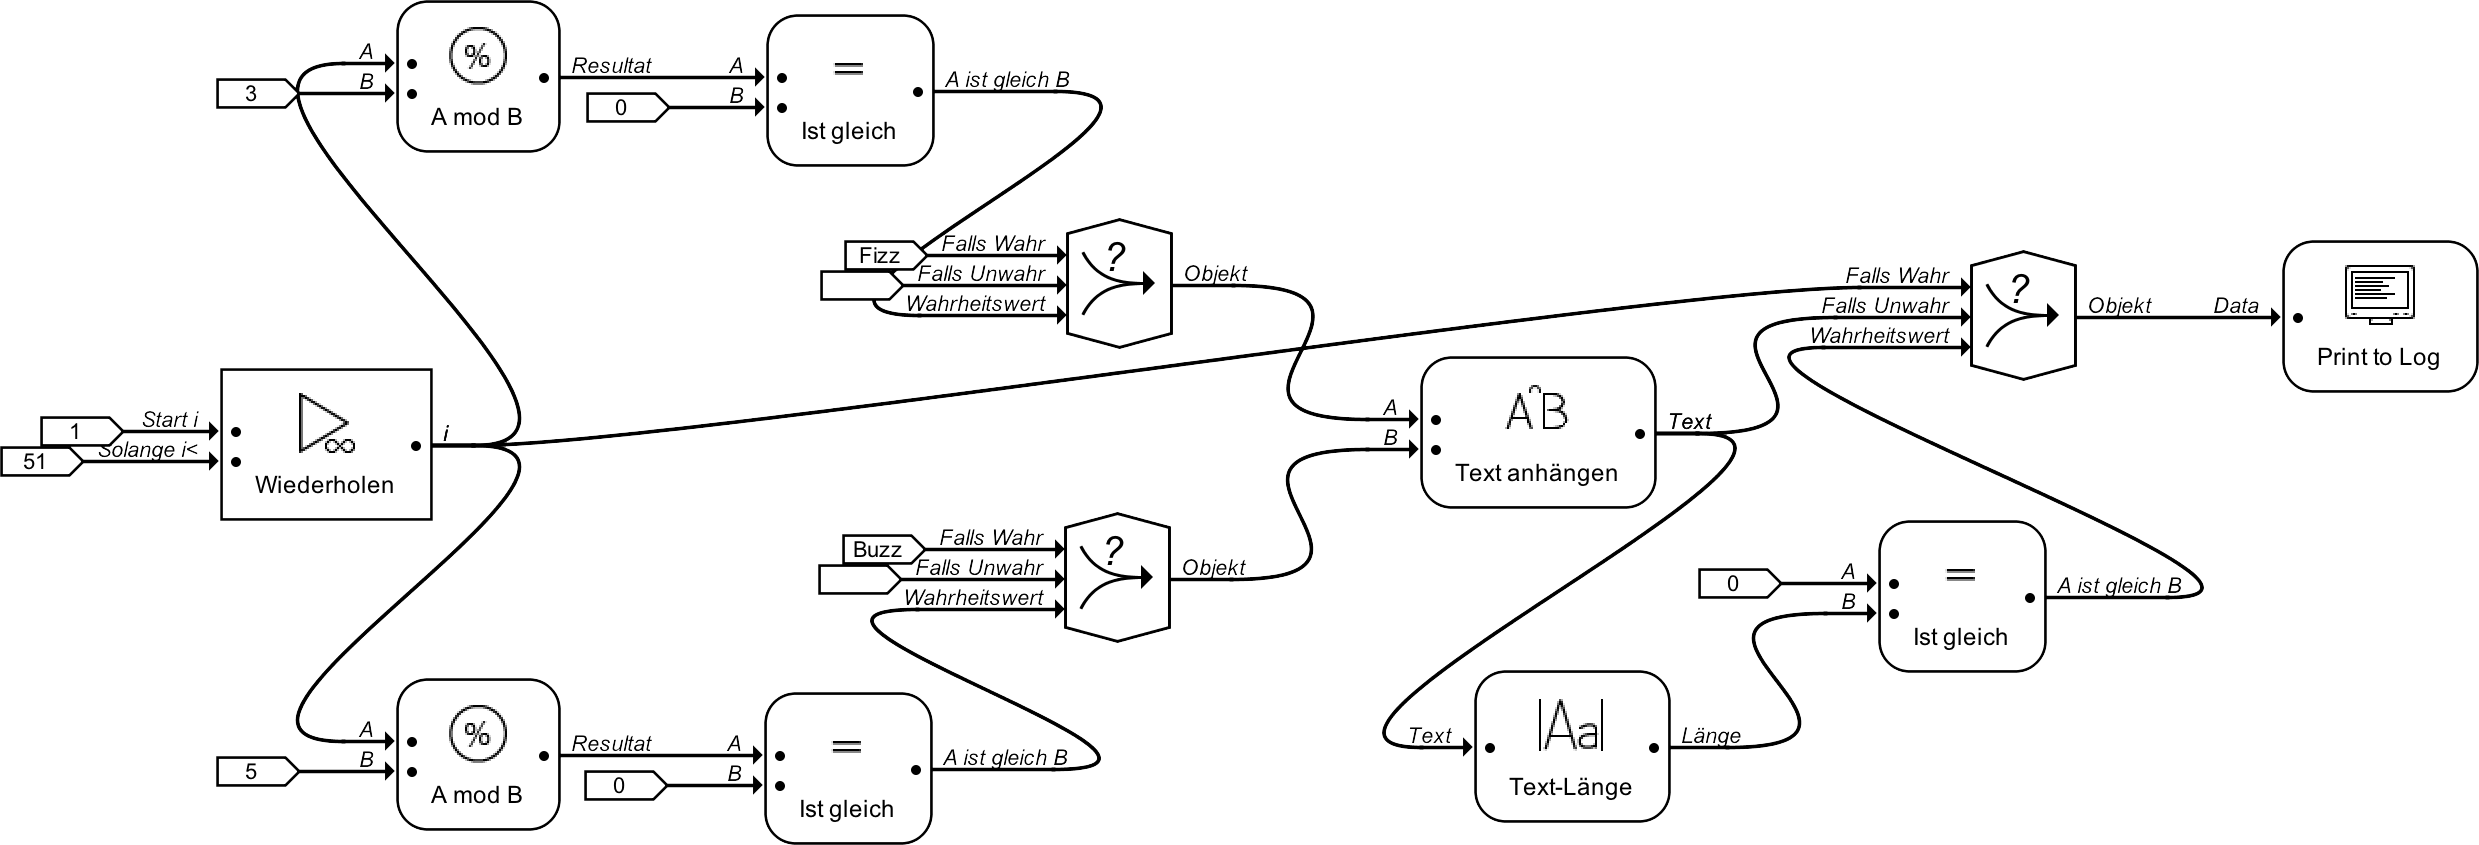 A
%
B
3
A mod B
Resultat
A
0
B
=
Ist gleich
A ist gleich B
Fizz
Falls Wahr
Falls Unwahr
Wahrheitswert
?
Objekt
1
Start i
51
Solange i<
∞
Wiederholen
i
Buzz
Falls Wahr
Falls Unwahr
Wahrheitswert
?
Objekt
A
5
B
%
A mod B
Resultat
A
0
B
=
Ist gleich
A ist gleich B
A
B
AB
Text anhängen
Text
Text
|Aa|
Text-Länge
Länge
0
A
B
=
Ist gleich
A ist gleich B
Falls Wahr
Falls Unwahr
Wahrheitswert
?
Objekt
Data
Print to Log